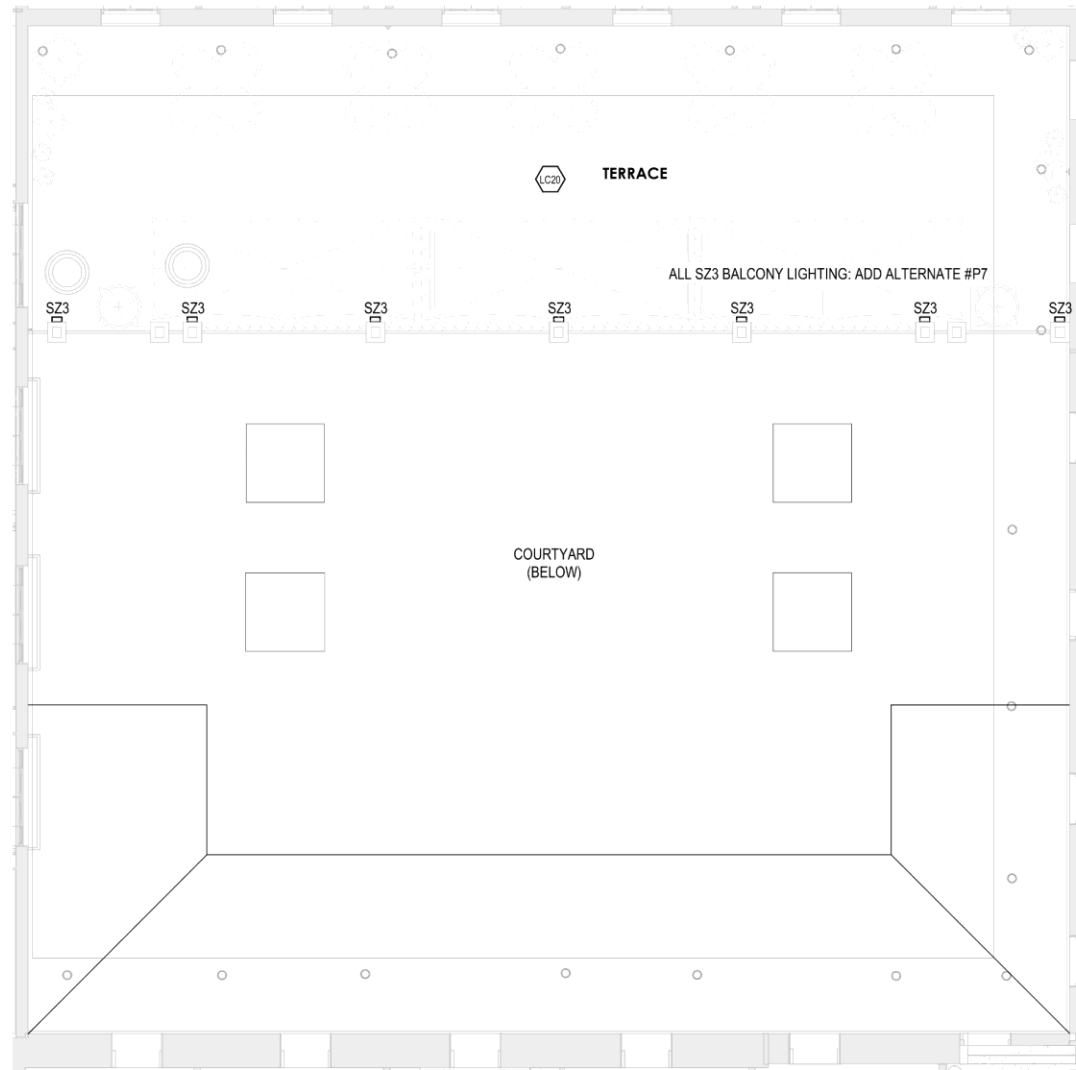 LC20
TERRACE
ALL SZ3 BALCONY LIGHTING: ADD ALTERNATE #P7
SZ3 SZ3 SZ3 SZ3 SZ3 SZ3 SZ3
COURTYARD
(BELOW)